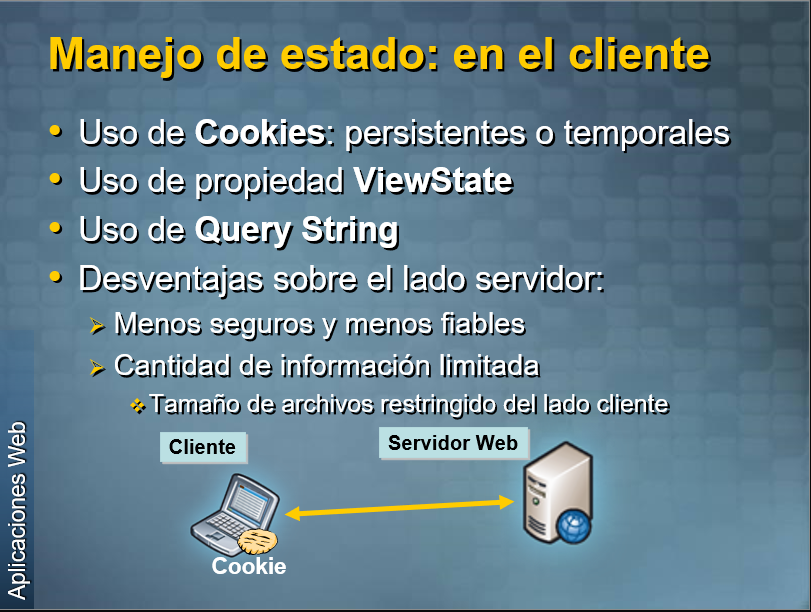 Manejo de estado: en el cliente
• Uso de Cookies: persistentes o temporales
• Uso de propiedad ViewState
• Uso de Query String
• Desventajas sobre el lado servidor:
➢ Menos seguros y menos fiables
➢ Cantidad de información limitada
❖ Tamaño de archivos restringido del lado cliente
Cliente
Servidor Web
Cookie
Aplicaciones Web